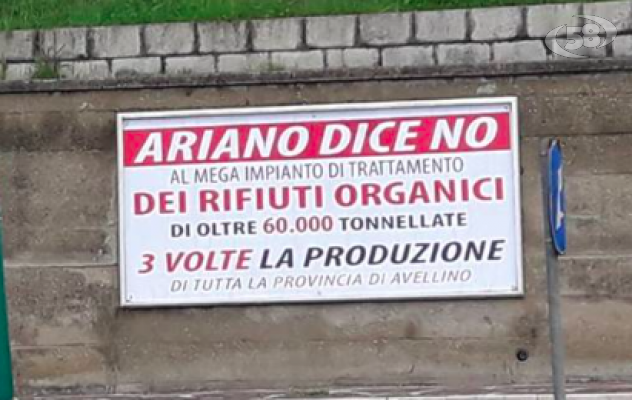 58
ARIANO DICE NO
AL MEGA IMPIANTO DI TRATTAMENTO
DEI RIFIUTI ORGANICI
DI OLTRE 60.000 TONNELLATE
3 VOLTE LA PRODUZIONE
DI TUTTA LA PROVINCIA DI AVELLINO